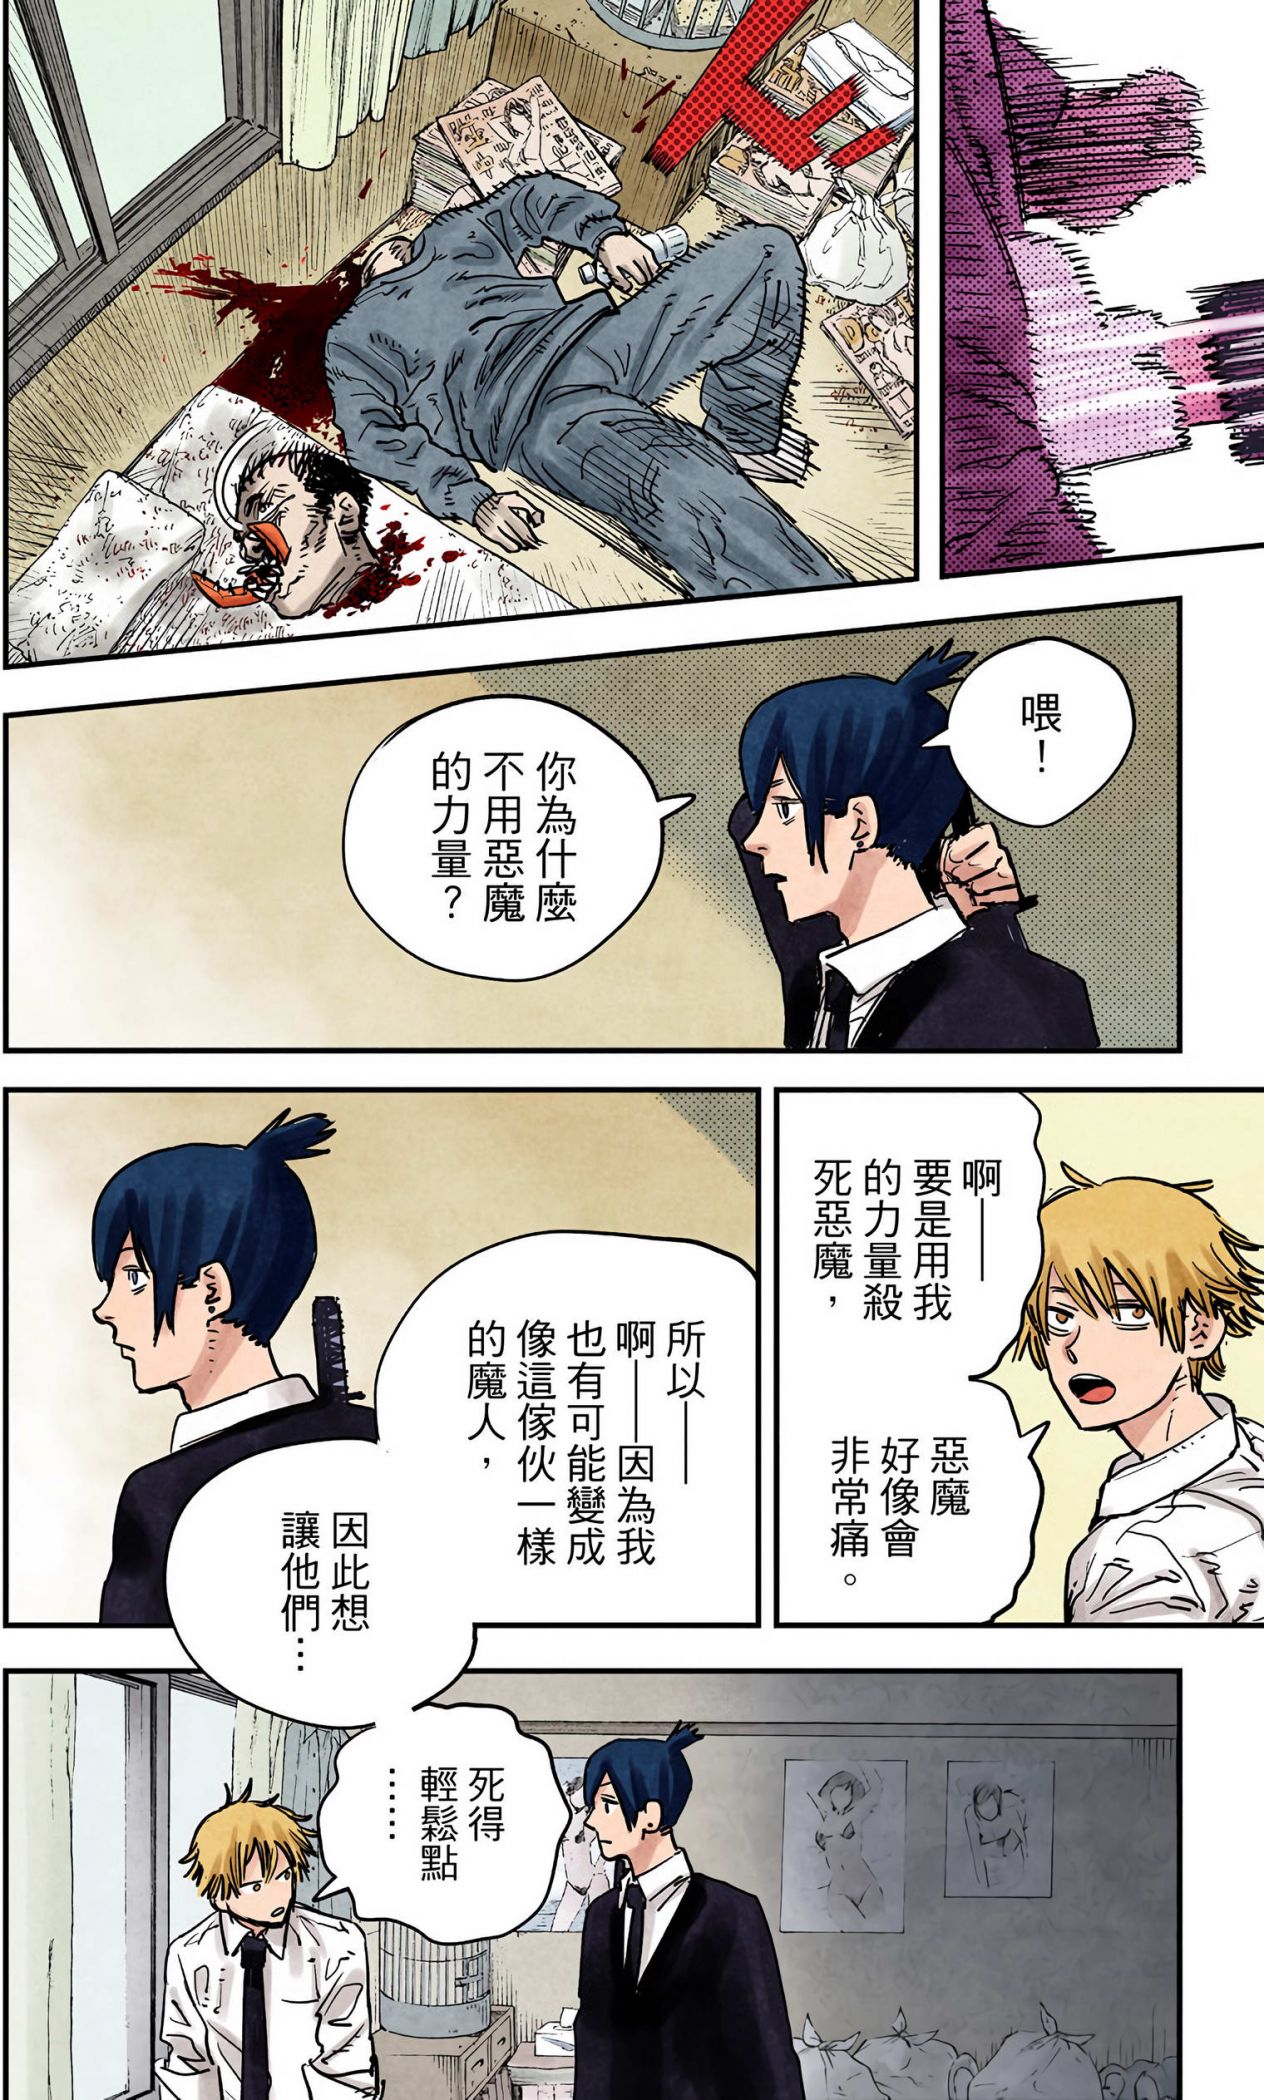 喂！
你為什麼
不用惡魔
的力量？
啊——
要是用我
的力量殺
死惡魔，
惡魔
好像會
非常痛。
所以——
啊——因為我
也有可能變成
像這傢伙一樣
的魔人，
因此想
讓他們…
死得
輕鬆點
……